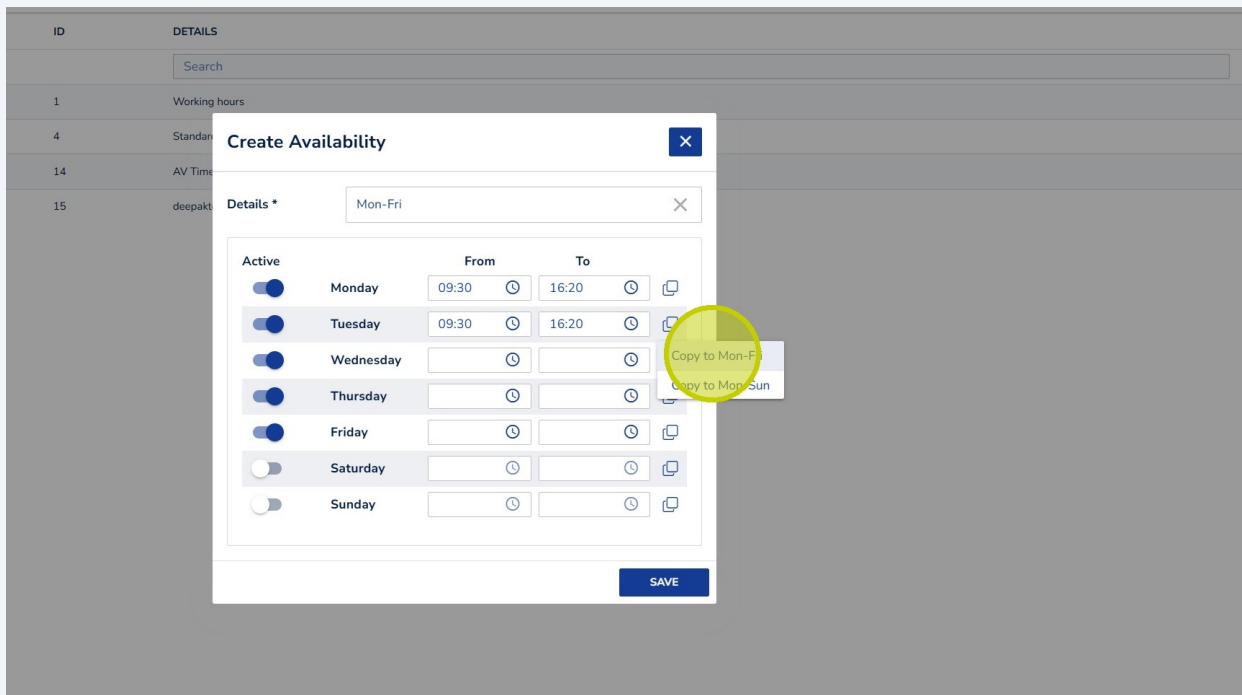 ID DETAILS
Search
1 Working hours
4 Standar
14 AV Time
15 deepakt
Create Availability
Details * Mon-Fri
Active From To
Monday 09:30 16:20
Tuesday 09:30 16:20
Wednesday
Copy to Mon-Fri
Thursday
Copy to Mon-Sun
Friday
Saturday
Sunday
SAVE